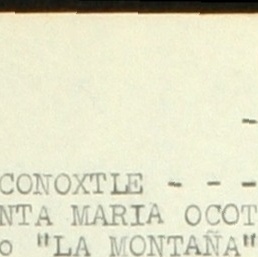 -
CONOXTLE - - -
NTA MARIA OCOT
o "LA MONTAÑA"